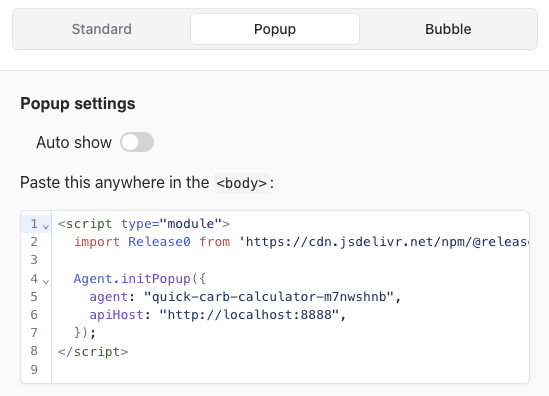 Standard
Popup
Bubble
Popup settings
Auto show
Paste this anywhere in the <body>:
1 <script type="module">
2 import Release0 from 'https://cdn.jsdelivr.net/npm/@releas
3
4 Agent.initPopup({
5 agent: "quick-carb-calculator-m7nwshnb",
6 apiHost: "http://localhost:8888",
7 });
8 </script>
9